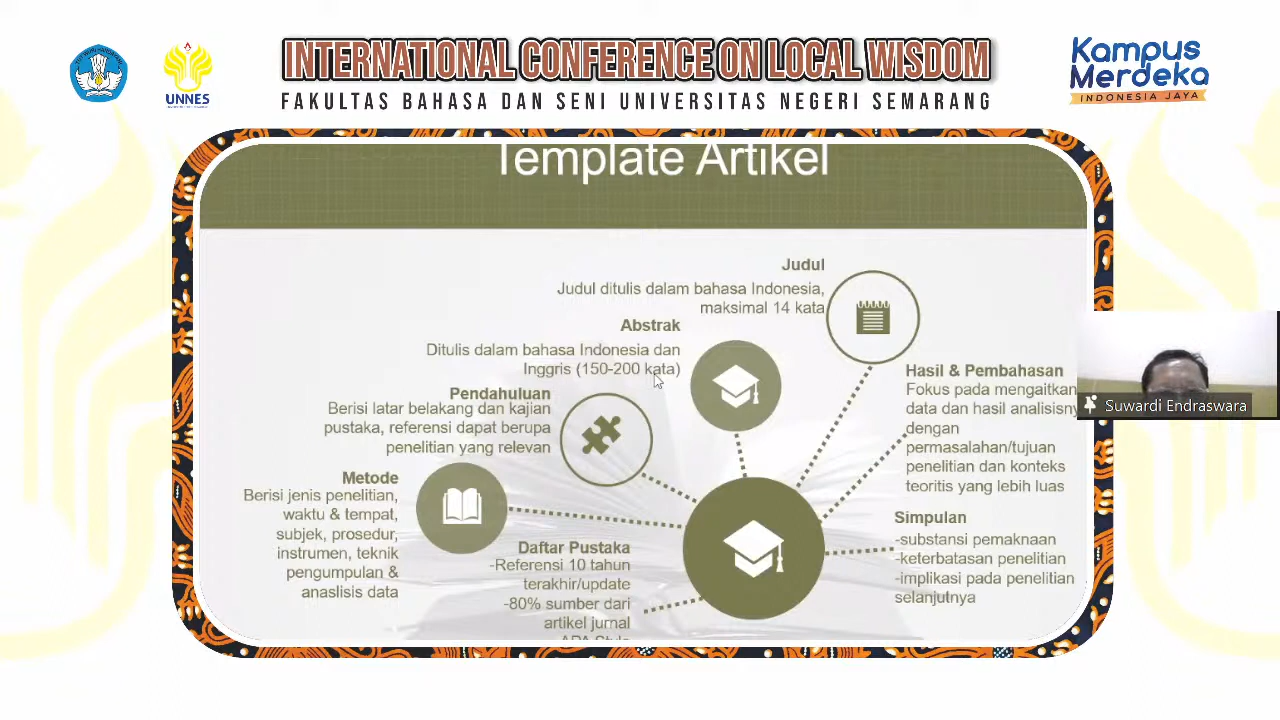 INTERNATIONAL CONFERENCE ON LOCAL WISDOM
FAKULTAS BAHASA DAN SENI UNIVERSITAS NEGERI SEMARANG
UNNES
Kampus
Merdeka
INDONESIA JAYA
Template Artikel
Judul
Judul ditulis dalam bahasa Indonesia,
maksimal 14 kata
Abstrak
Ditulis dalam bahasa Indonesia dan
Inggris (150-200 kata)
Pendahuluan
Berisi latar belakang dan kajian
pustaka, referensi dapat berupa
penelitian yang relevan
Metode
Berisi jenis penelitian,
waktu & tempat,
subjek, prosedur,
instrumen, teknik
pengumpulan &
anaslisis data
Daftar Pustaka
-Referensi 10 tahun
terakhir/update
-80% sumber dari
artikel jurnal
APA Style
Hasil & Pembahasan
Fokus pada mengaitkan
data dan hasil analisisny
dengan
permasalahan/tujuan
penelitian dan konteks
teoritis yang lebih luas
Simpulan
-substansi pemaknaan
-keterbatasan penelitian
-implikasi pada penelitian
selanjutnya
Suwardi Endraswara